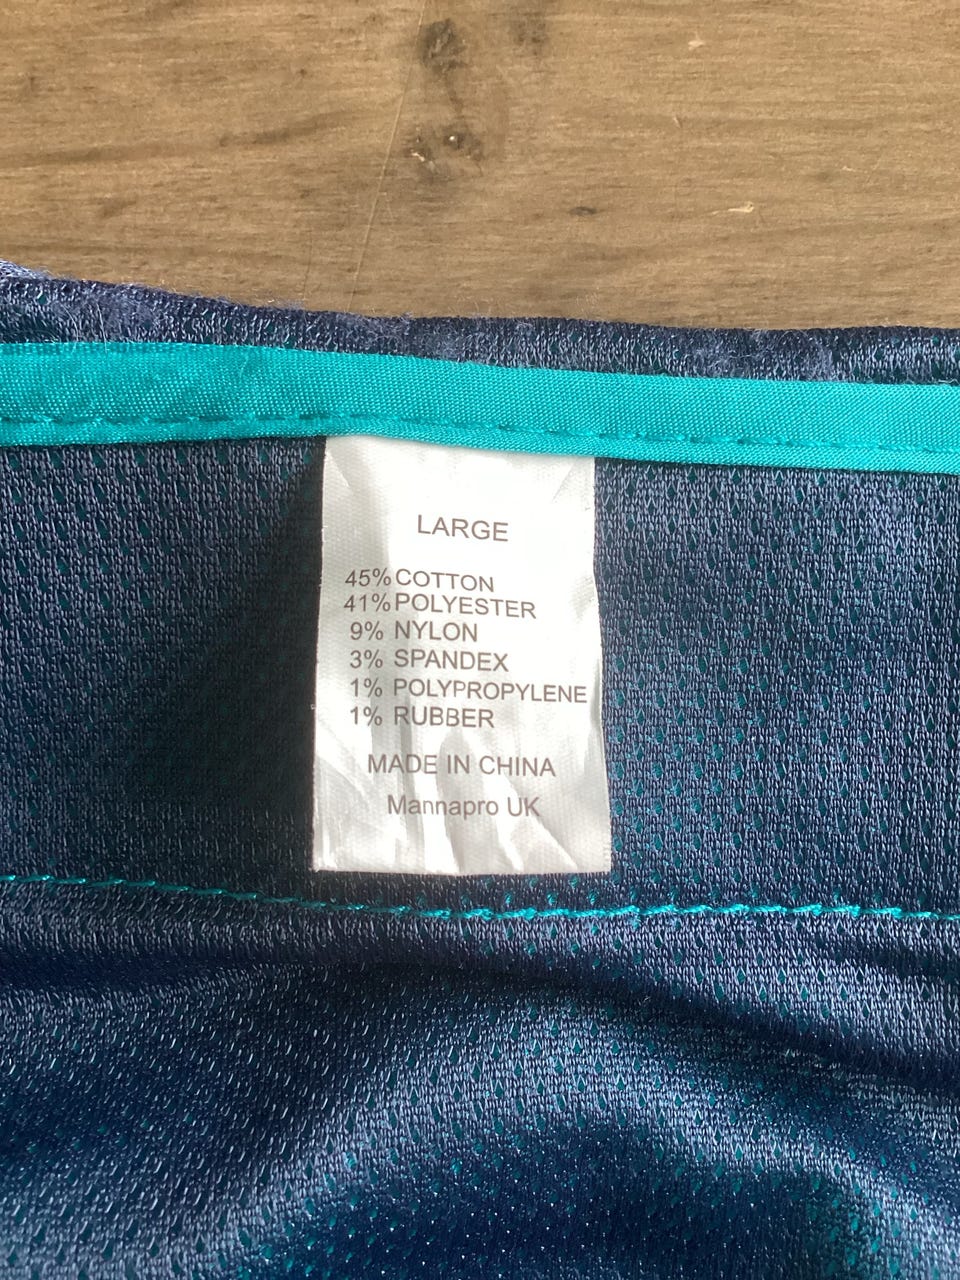 LARGE
45% COTTON
41% POLYESTER
9% NYLON
3% SPANDEX
1% POLYPROPYLENE
1% RUBBER
MADE IN CHINA
Mannapro UK